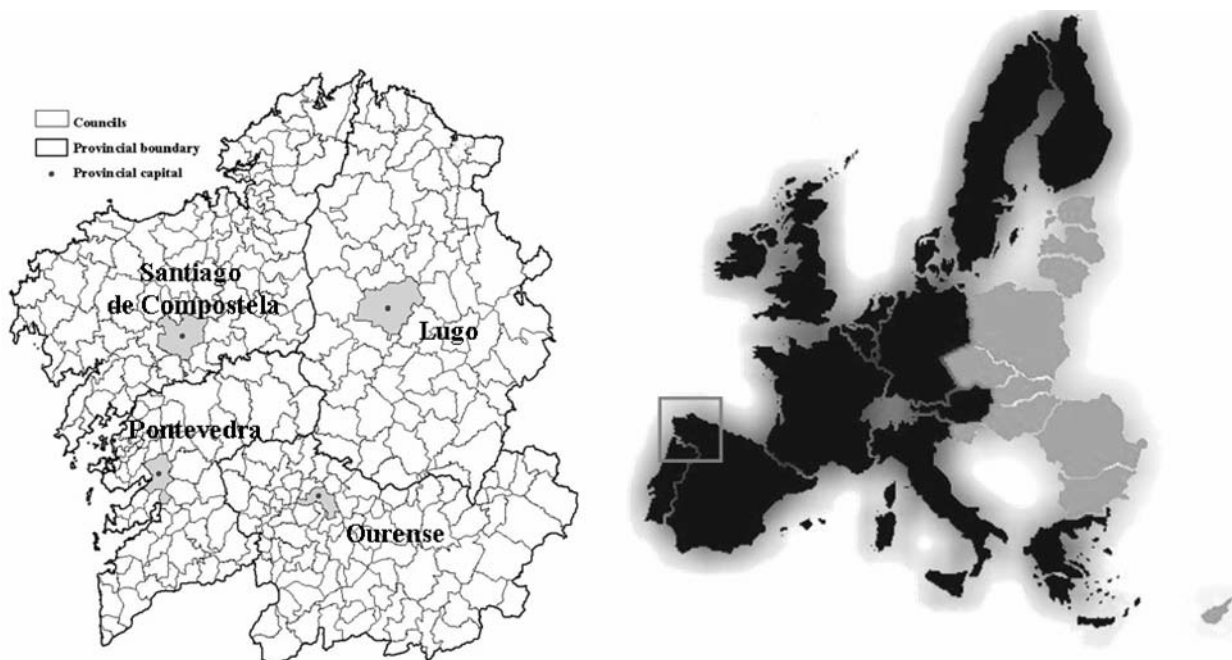 Councils
Provincial boundary
Provincial capital
Santiago
de Compostela
Lugo
Pontevedra
Ourense